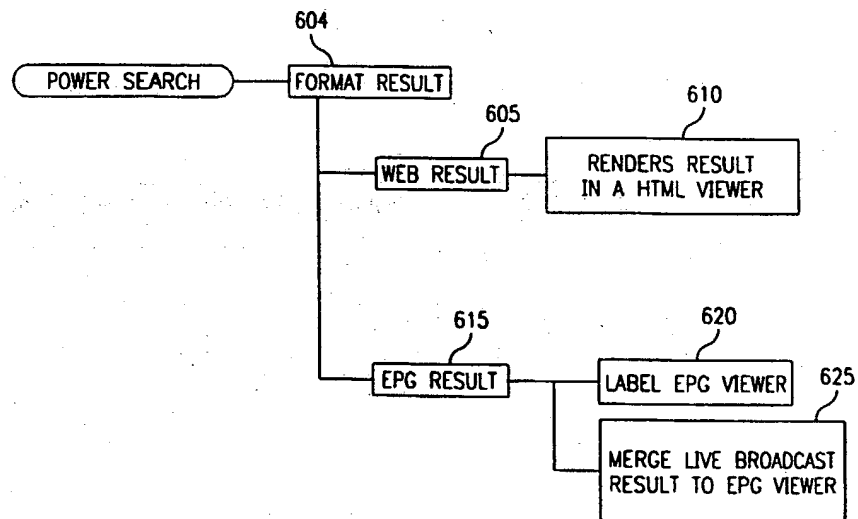 604
POWER SEARCH
FORMAT RESULT
605
610
WEB RESULT
RENDERS RESULT
IN A HTML VIEWER
615
620
EPG RESULT
LABEL EPG VIEWER
625
MERGE LIVE BROADCAST
RESULT TO EPG VIEWER